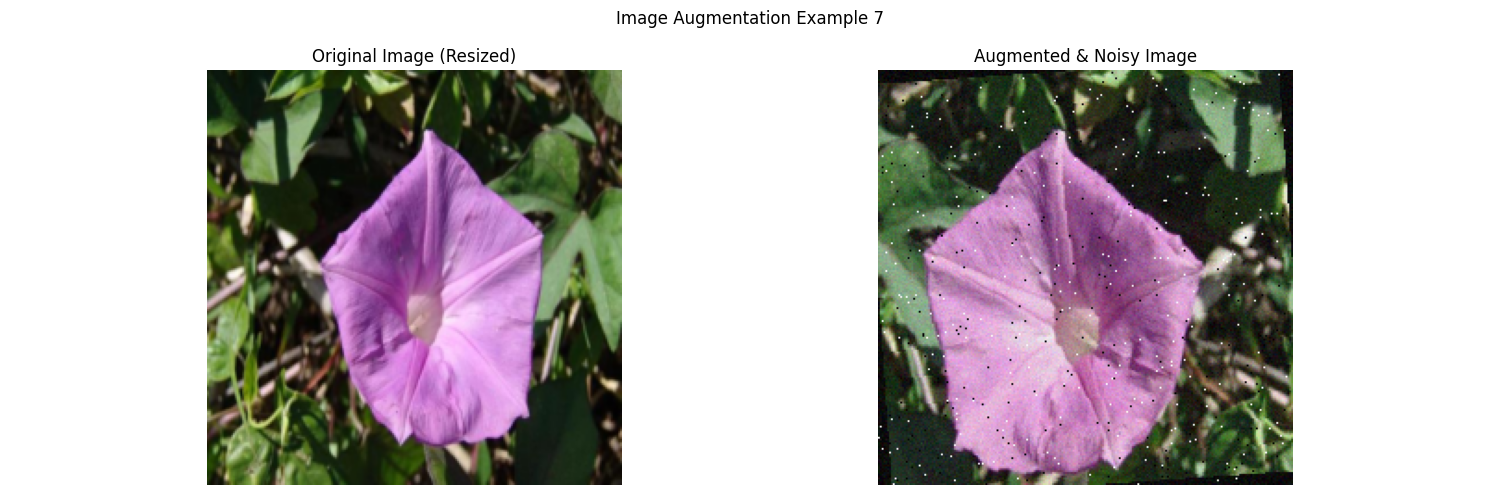 Image Augmentation Example 7
Original Image (Resized)
Augmented & Noisy Image